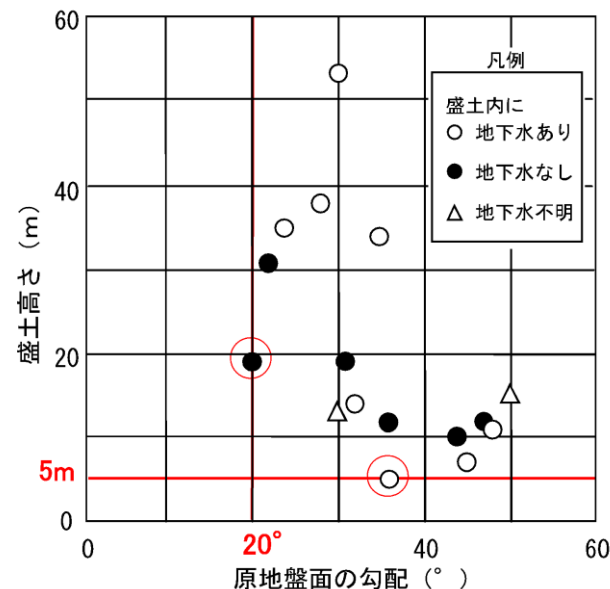 60
40
20
5m
0
盛土高さ（m）
凡例
盛土内に
○ 地下水あり
● 地下水なし
△ 地下水不明
0
20°
40
60
原地盤面の勾配（°）